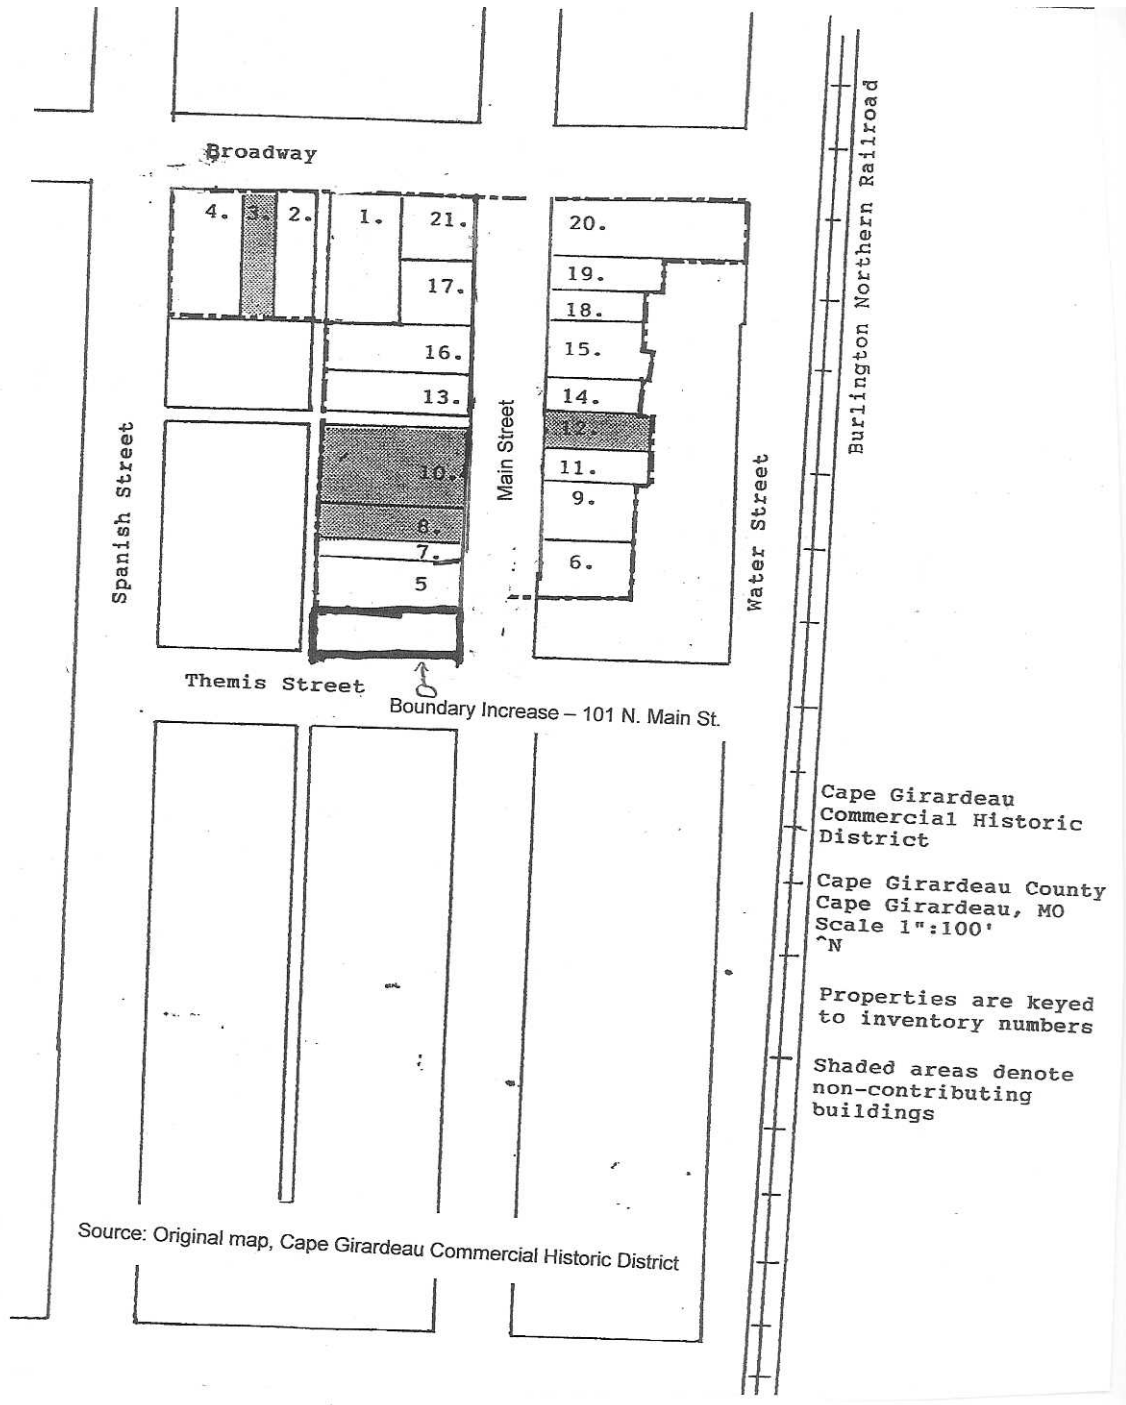 Broadway
4. 3. 2. 1. 21. 20.
17. 19.
18.
16. 15.
13. 14.
12.
10. 11.
8. 9.
7.
5 6.
Spanish Street
Main Street
Water Street
Burlington Northern Railroad
Themis Street
Boundary Increase – 101 N. Main St.
Cape Girardeau
Commercial Historic
District
Cape Girardeau County
Cape Girardeau, MO
Scale 1":100'
^N
Properties are keyed
to inventory numbers
Shaded areas denote
non-contributing
buildings
Source: Original map, Cape Girardeau Commercial Historic District